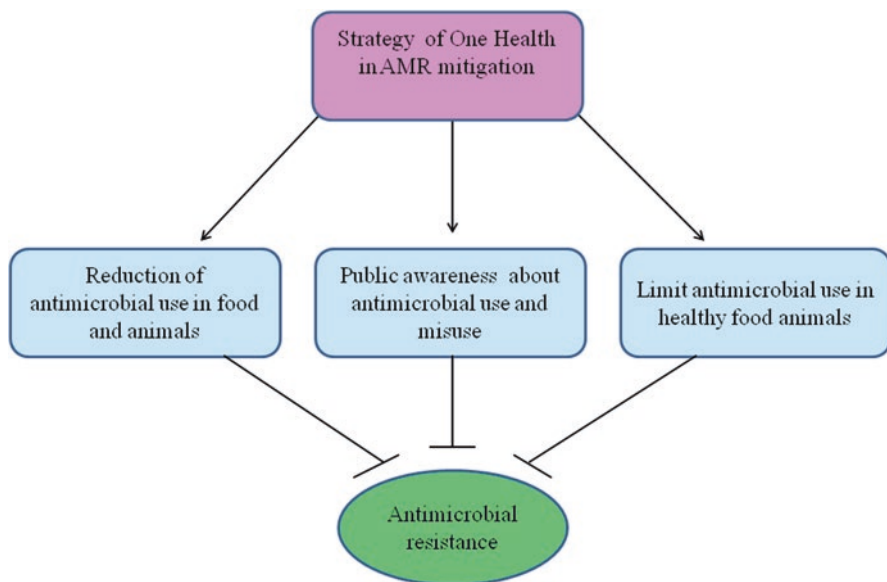 Strategy of One Health
in AMR mitigation
Reduction of
antimicrobial use in food
and animals
Public awareness about
antimicrobial use and
misuse
Limit antimicrobial use in
healthy food animals
Antimicrobial
resistance